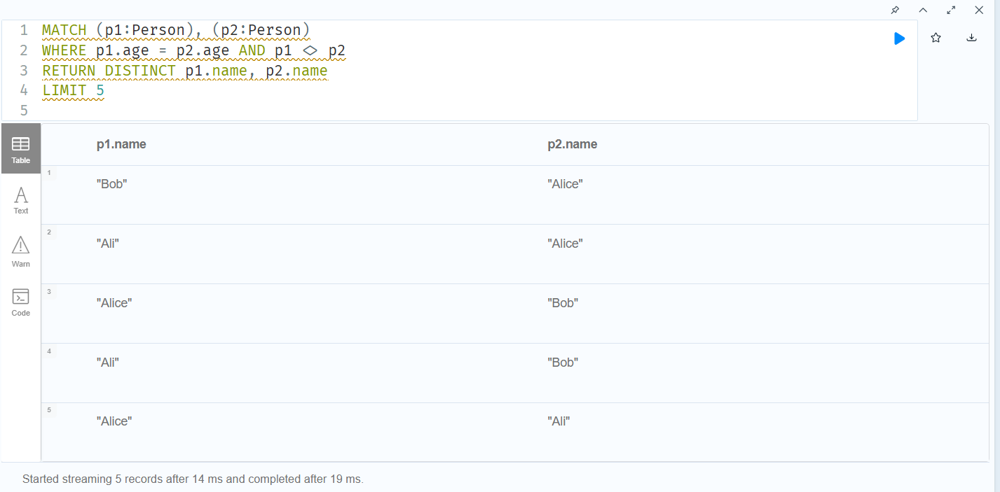 1 MATCH (p1:Person), (p2:Person)
2 WHERE p1.age = p2.age AND p1 <> p2
3 RETURN DISTINCT p1.name, p2.name
4 LIMIT 5
5
Table
Text
Warn
Code
p1.name p2.name
1 "Bob" "Alice"
2 "Ali" "Alice"
3 "Alice" "Bob"
4 "Ali" "Bob"
5 "Alice" "Ali"
Started streaming 5 records after 14 ms and completed after 19 ms.